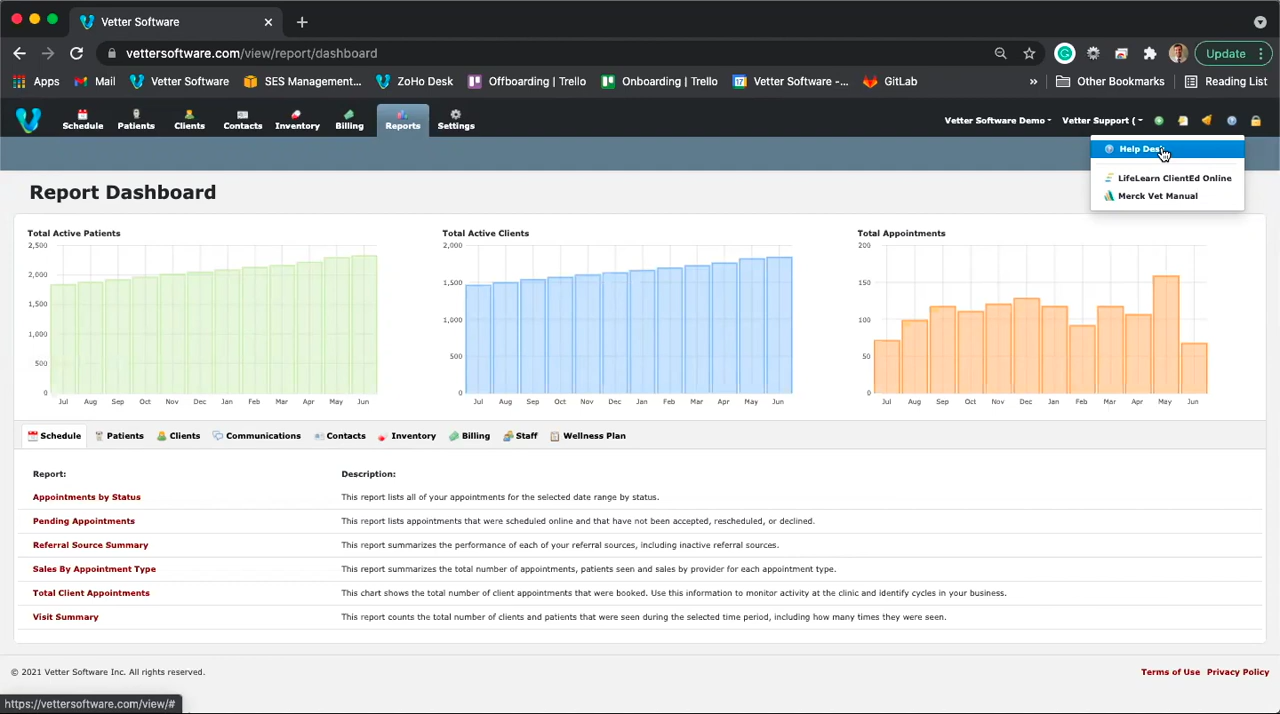 Vetter Software
vettersoftware.com/view/report/dashboard
Update
Apps
Mail
Vetter Software
SES Management...
ZoHo Desk
Offboarding | Trello
Onboarding | Trello
Vetter Software -...
GitLab
»
Other Bookmarks
Reading List
Schedule
Patients
Clients
Contacts
Inventory
Billing
Reports
Settings
Vetter Software Demo
Vetter Support (
Help Des
LifeLearn ClientEd Online
Merck Vet Manual
Report Dashboard
Total Active Patients
2,500
2,000
1,500
1,000
500
0
Jul Aug Sep Oct Nov Dec Jan Feb Mar Apr May Jun
Total Active Clients
2,000
1,500
1,000
500
0
Jul Aug Sep Oct Nov Dec Jan Feb Mar Apr May Jun
Total Appointments
200
150
100
50
0
Jul Aug Sep Oct Nov Dec Jan Feb Mar Apr May Jun
Schedule
Patients
Clients
Communications
Contacts
Inventory
Billing
Staff
Wellness Plan
Report: Description:
Appointments by Status This report lists all of your appointments for the selected date range by status.
Pending Appointments This report lists appointments that were scheduled online and that have not been accepted, rescheduled, or declined.
Referral Source Summary This report summarizes the performance of each of your referral sources, including inactive referral sources.
Sales By Appointment Type This report summarizes the total number of appointments, patients seen and sales by provider for each appointment type.
Total Client Appointments This chart shows the total number of client appointments that were booked. Use this information to monitor activity at the clinic and identify cycles in your business.
Visit Summary This report counts the total number of clients and patients that were seen during the selected time period, including how many times they were seen.
© 2021 Vetter Software Inc. All rights reserved.
Terms of Use Privacy Policy
https://vettersoftware.com/view/#